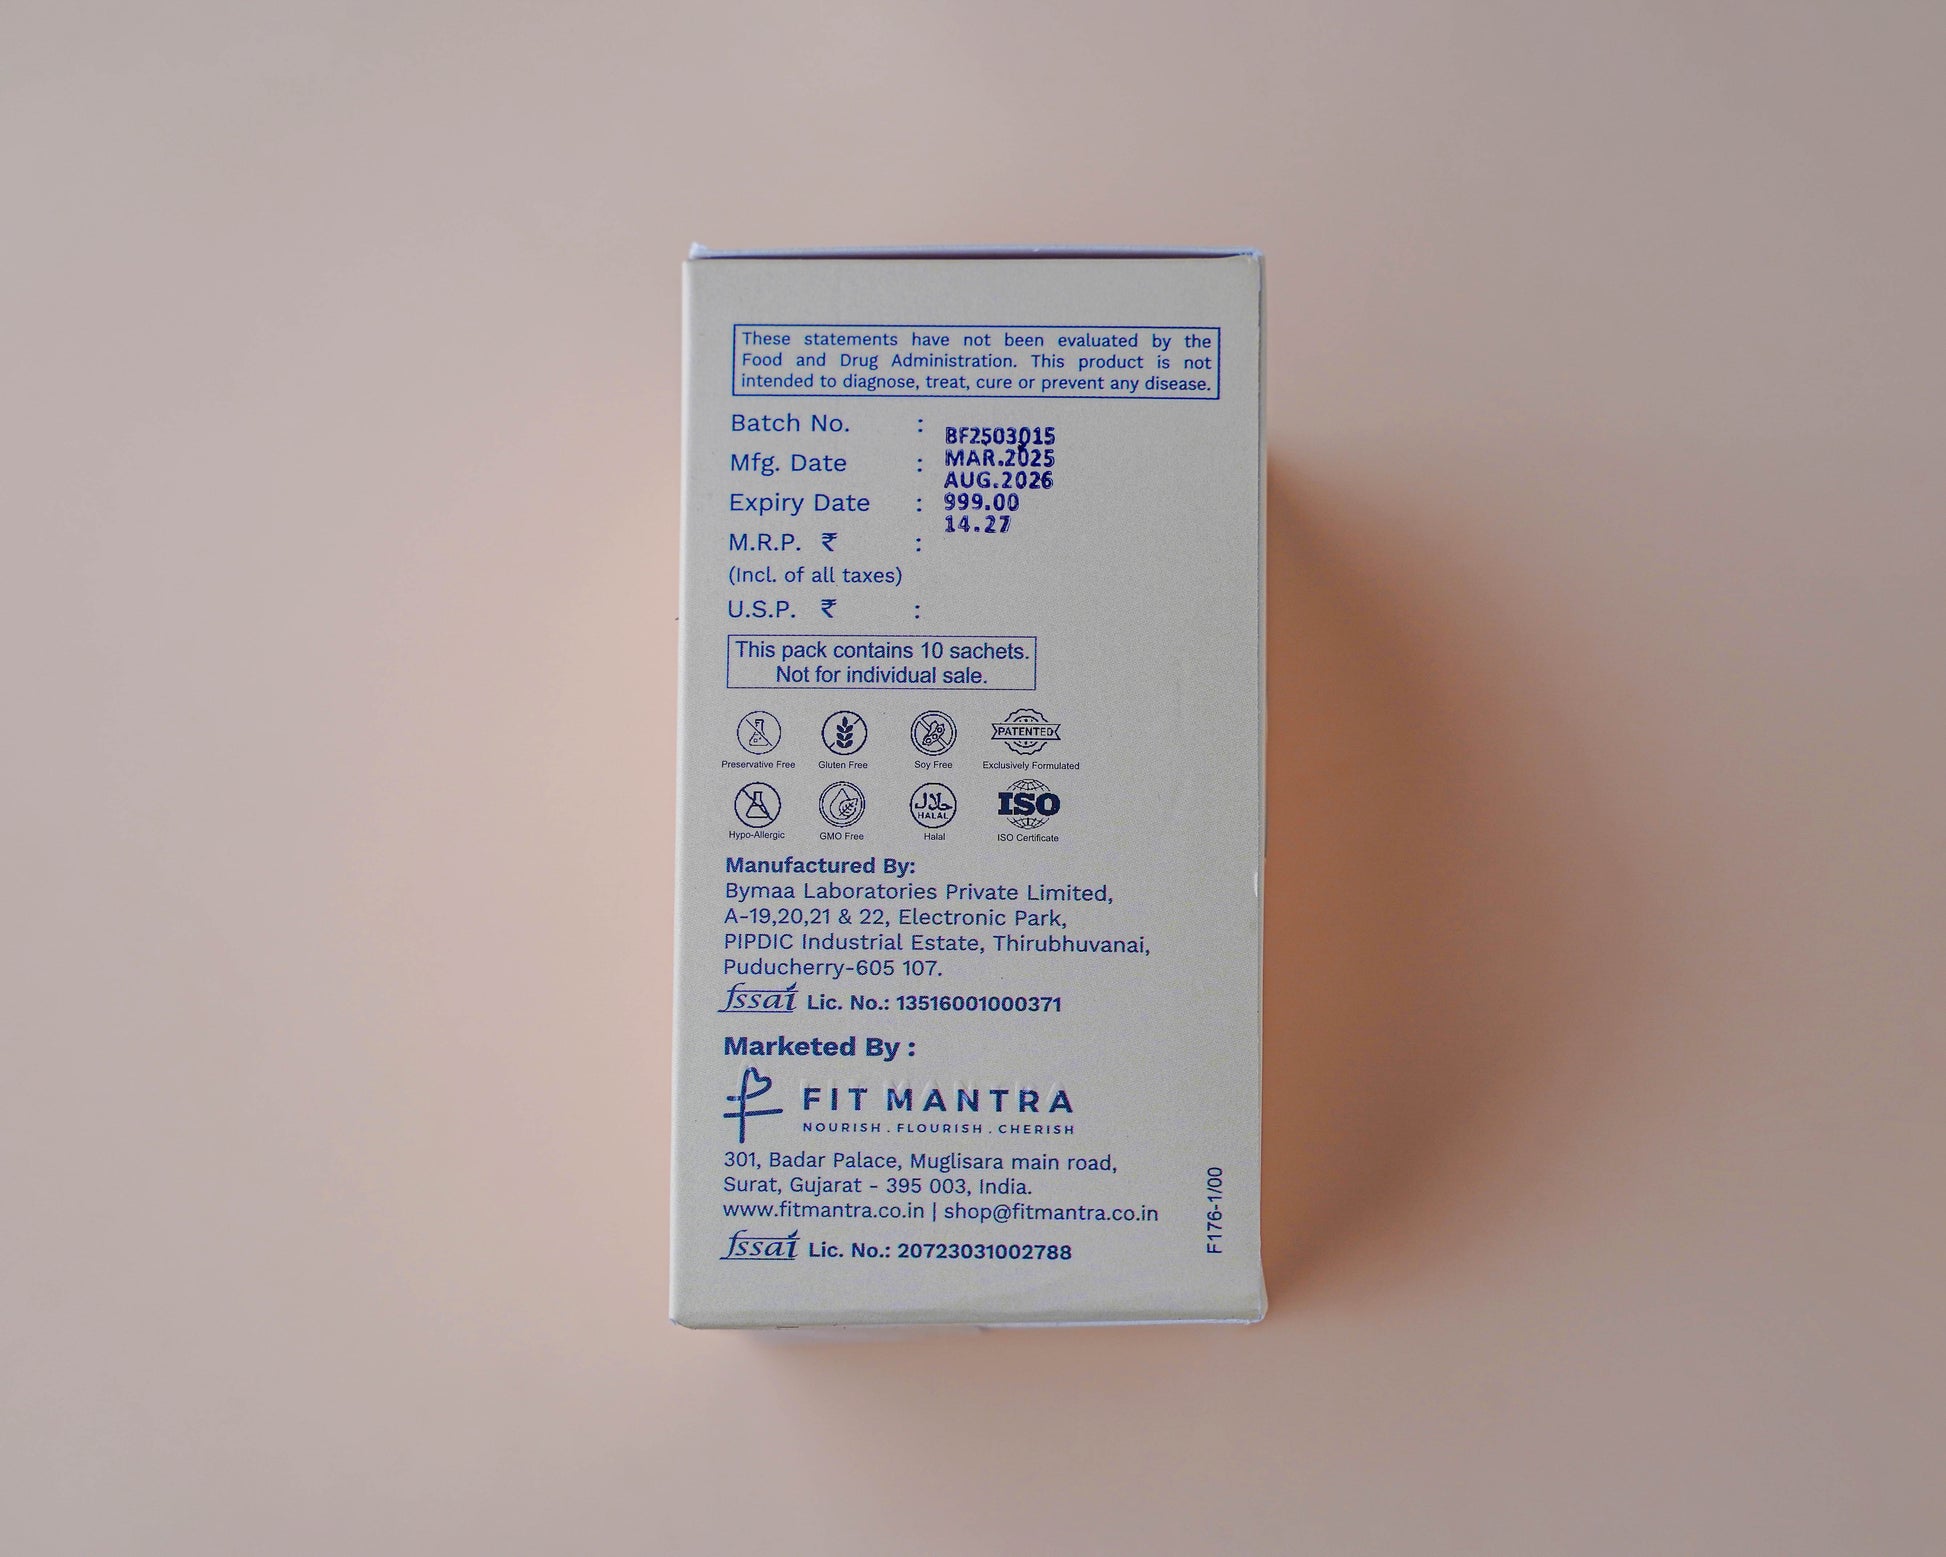 These statements have not been evaluated by the
Food and Drug Administration. This product is not
intended to diagnose, treat, cure or prevent any disease.
Batch No. : BF2503015
Mfg. Date : MAR.2025
AUG.2026
Expiry Date : 999.00
14.27
M.R.P. ₹ :
(Incl. of all taxes)
U.S.P. ₹ :
This pack contains 10 sachets.
Not for individual sale.
PATENTED
Preservative Free Gluten Free Soy Free Exclusively Formulated
حلال
HALAL
ISO
Hypo-Allergic GMO Free Halal ISO Certificate
Manufactured By:
Bymaa Laboratories Private Limited,
A-19,20,21 & 22, Electronic Park,
PIPDIC Industrial Estate, Thirubhuvanai,
Puducherry-605 107.
fssai Lic. No.: 13516001000371
Marketed By :
FIT MANTRA
NOURISH . FLOURISH . CHERISH
301, Badar Palace, Muglisara main road,
Surat, Gujarat - 395 003, India.
www.fitmantra.co.in | shop@fitmantra.co.in
fssai Lic. No.: 20723031002788
F176-1/00